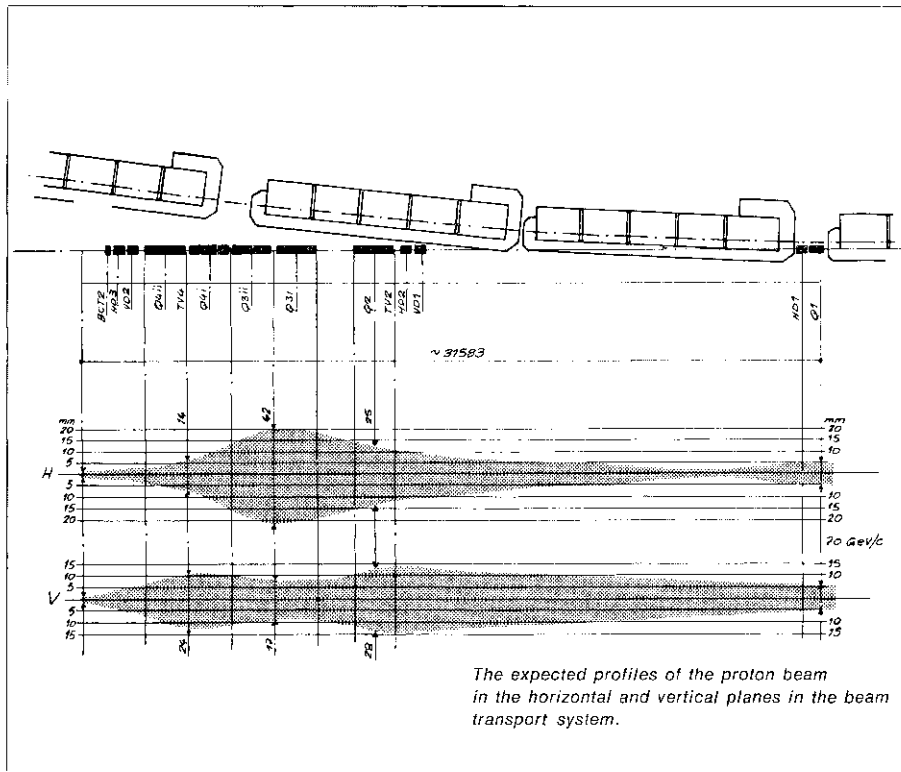 BCT2
HD3
VD2
Q4ii
TV4
Q4i
Q3ii
Q3i
Q2
TV2
HD2
VD1
HD1
Q1
~ 31583
14
42
25
mm
20
15
10
5
H
5
10
15
20
20
15
10
10
15
20
70 GeV/c
15
10
5
V
5
10
15
15
10
10
15
24
17
28
The expected profiles of the proton beam
in the horizontal and vertical planes in the beam
transport system.